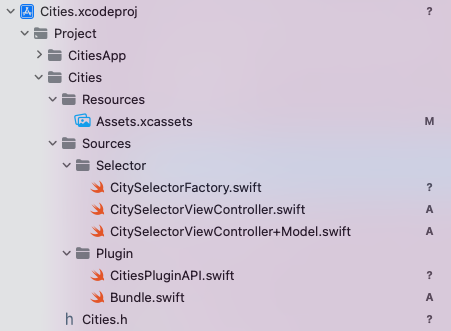 Cities.xcodeproj ?
Project
CitiesApp
Cities
Resources
Assets.xcassets M
Sources
Selector
CitySelectorFactory.swift ?
CitySelectorViewController.swift A
CitySelectorViewController+Model.swift A
Plugin
CitiesPluginAPI.swift ?
Bundle.swift A
h Cities.h ?